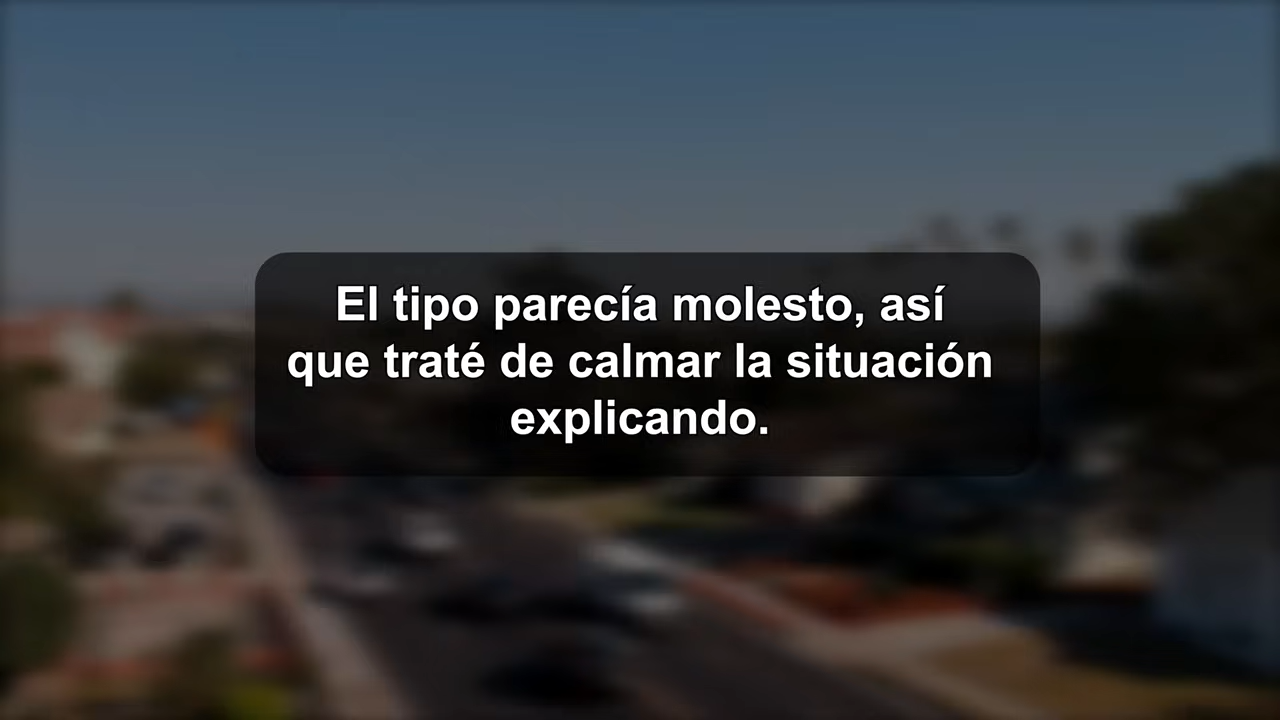 El tipo parecía molesto, así
que traté de calmar la situación
explicando.